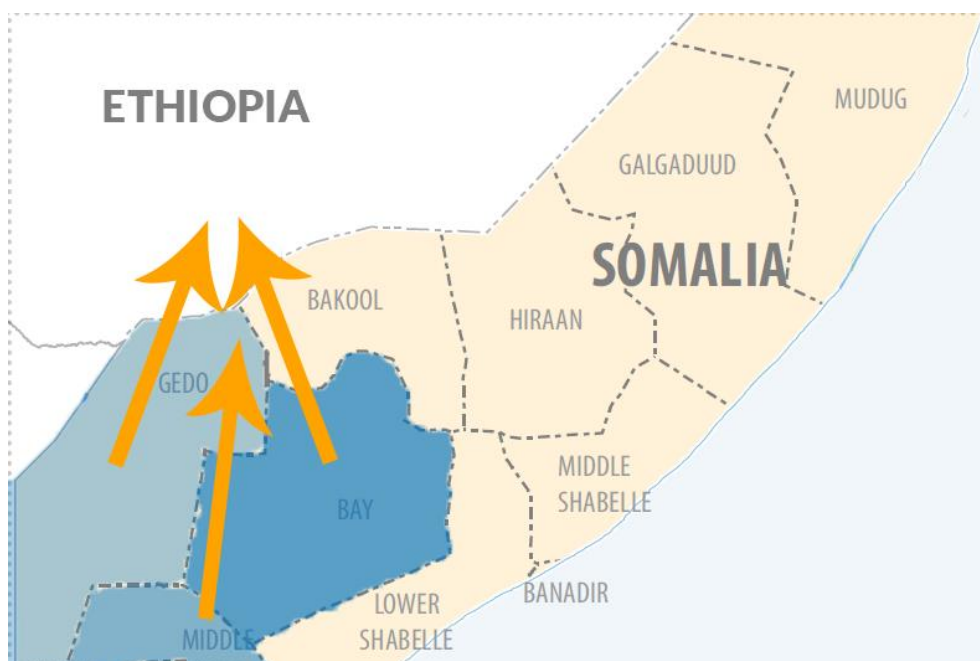 ETHIOPIA
MUDUG
GALGADUUD
SOMALIA
BAKOOL
HIRAAN
GEDO
MIDDLE
SHABELLE
BAY
BANADIR
LOWER
SHABELLE
MIDDLE